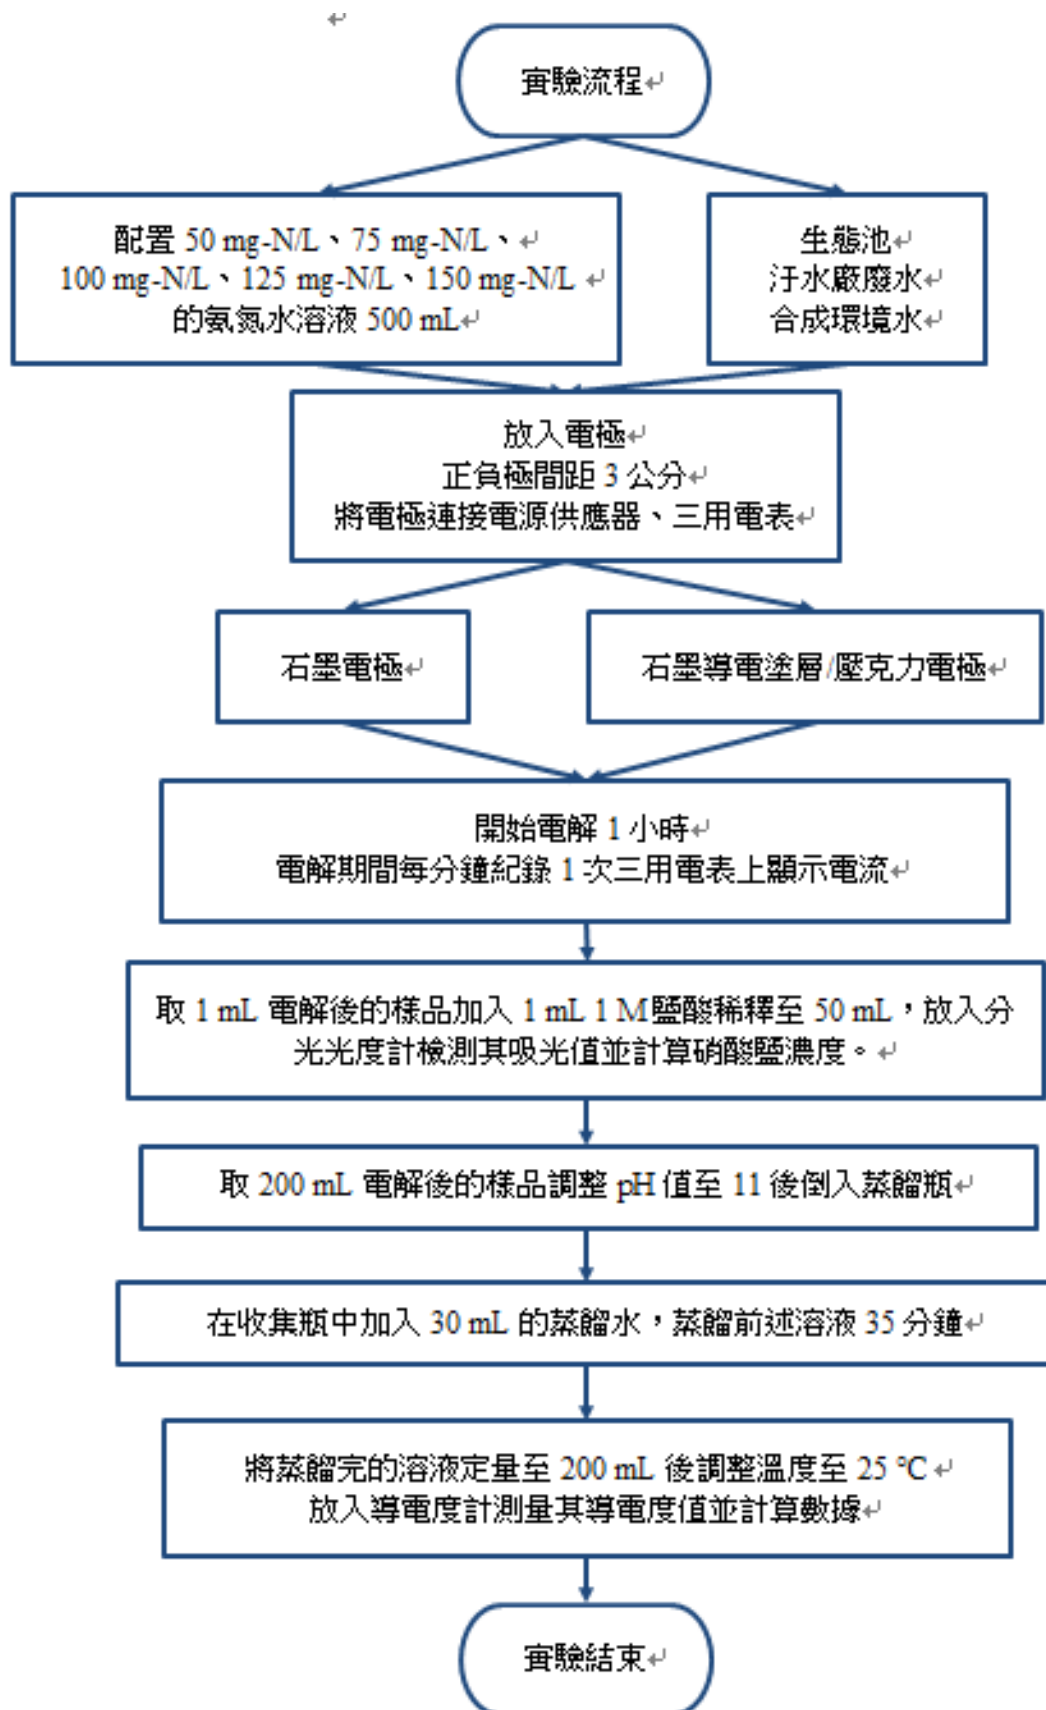 實驗流程
配置 50 mg-N/L、75 mg-N/L、
100 mg-N/L、125 mg-N/L、150 mg-N/L
的氨氮水溶液 500 mL
生態池
汙水廠廢水
合成環境水
放入電極
正負極間距 3 公分
將電極連接電源供應器、三用電表
石墨電極
石墨導電塗層/壓克力電極
開始電解 1 小時
電解期間每分鐘紀錄 1 次三用電表上顯示電流
取 1 mL 電解後的樣品加入 1 mL 1 M 鹽酸稀釋至 50 mL，放入分
光光度計檢測其吸光值並計算硝酸鹽濃度。
取 200 mL 電解後的樣品調整 pH 值至 11 後倒入蒸餾瓶
在收集瓶中加入 30 mL 的蒸餾水，蒸餾前述溶液 35 分鐘
將蒸餾完的溶液定量至 200 mL 後調整溫度至 25 ℃
放入導電度計測量其導電度值並計算數據
實驗結束